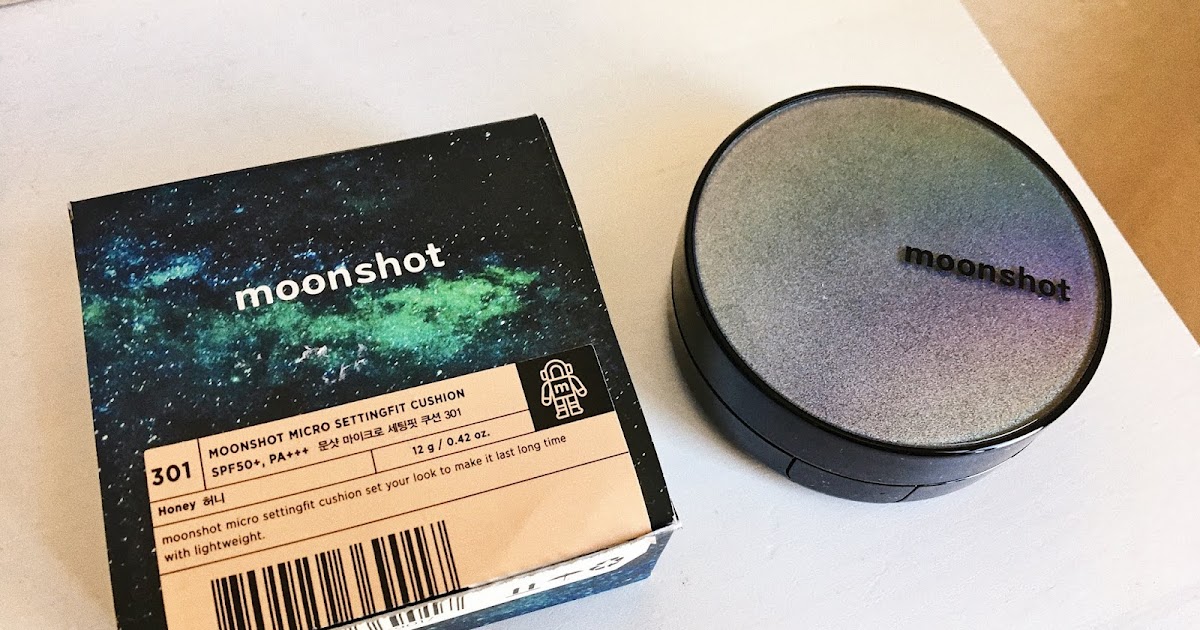 moonshot
301
MOONSHOT MICRO SETTINGFIT CUSHION
SPF50+, PA+++ 문샷 마이크로 세팅핏 쿠션 301
12 g / 0.42 oz.
Honey 허니
moonshot micro settingfit cushion set your look to make it last long time
with lightweight.
m
moonshot